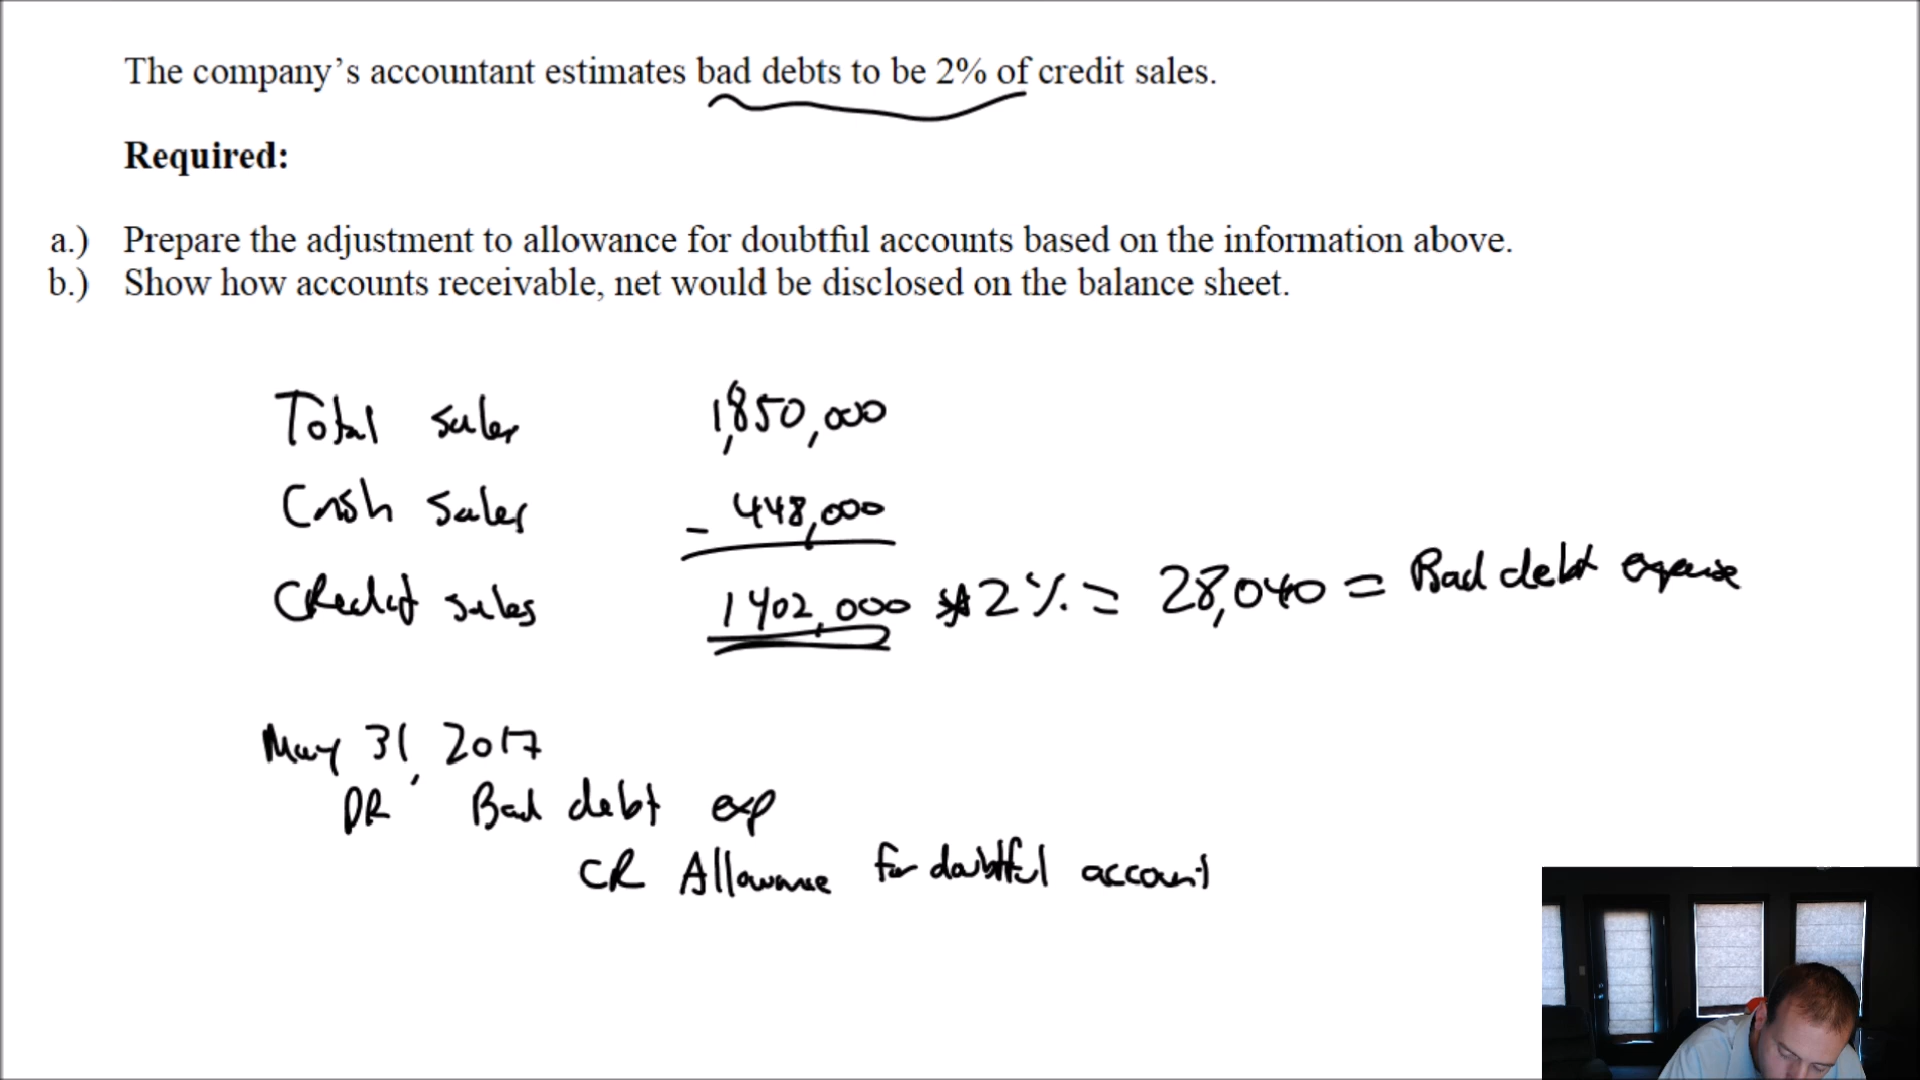 The company’s accountant estimates bad debts to be 2% of credit sales.
Required:
a.) Prepare the adjustment to allowance for doubtful accounts based on the information above.
b.) Show how accounts receivable, net would be disclosed on the balance sheet.
Total sales 1,850,000
Cash sales - 448,000
Credit sales 1402,000 2% = 28,040 = Bad debt expense
May 31, 2017
DR Bad debt exp
CR Allowance for doubtful account